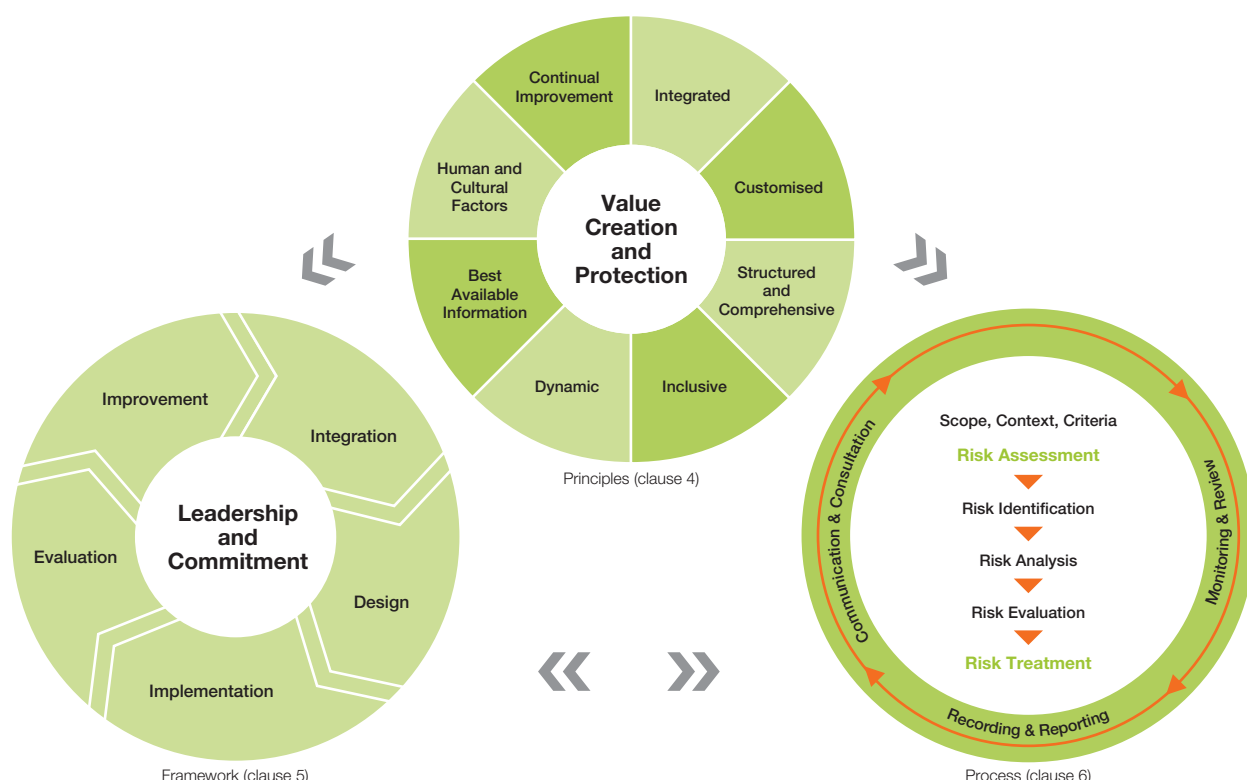 Continual
Improvement
Integrated
Customised
Structured
and
Comprehensive
Inclusive
Dynamic
Best
Available
Information
Human and
Cultural
Factors
Value
Creation
and
Protection
Principles (clause 4)
Improvement
Integration
Design
Implementation
Evaluation
Leadership
and
Commitment
Framework (clause 5)
Scope, Context, Criteria
Risk Assessment
Risk Identification
Risk Analysis
Risk Evaluation
Risk Treatment
Communication & Consultation
Monitoring & Review
Recording & Reporting
Process (clause 6)